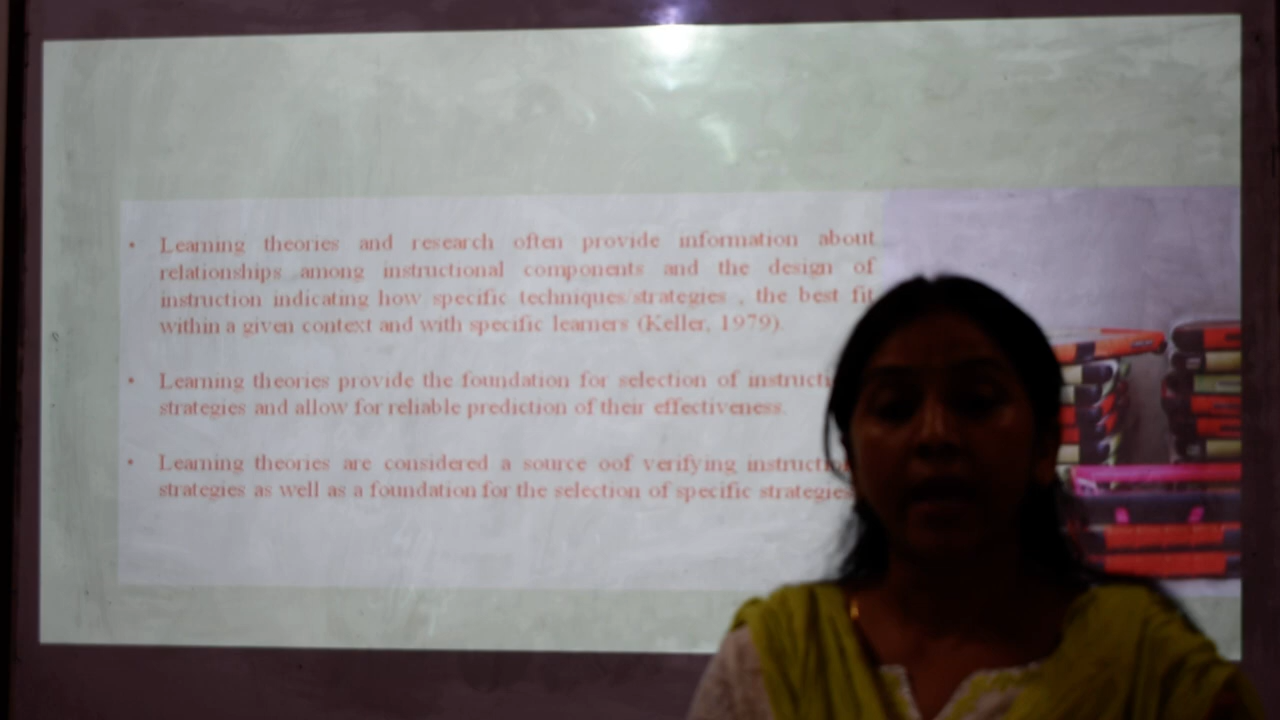 • Learning theories and research often provide information about
relationships among instructional components and the design of
instruction indicating how specific techniques/strategies , the best fit
within a given context and with specific learners (Keller, 1979).
• Learning theories provide the foundation for selection of instructi
strategies and allow for reliable prediction of their effectiveness.
• Learning theories are considered a source oof verifying instructi
strategies as well as a foundation for the selection of specific strategies